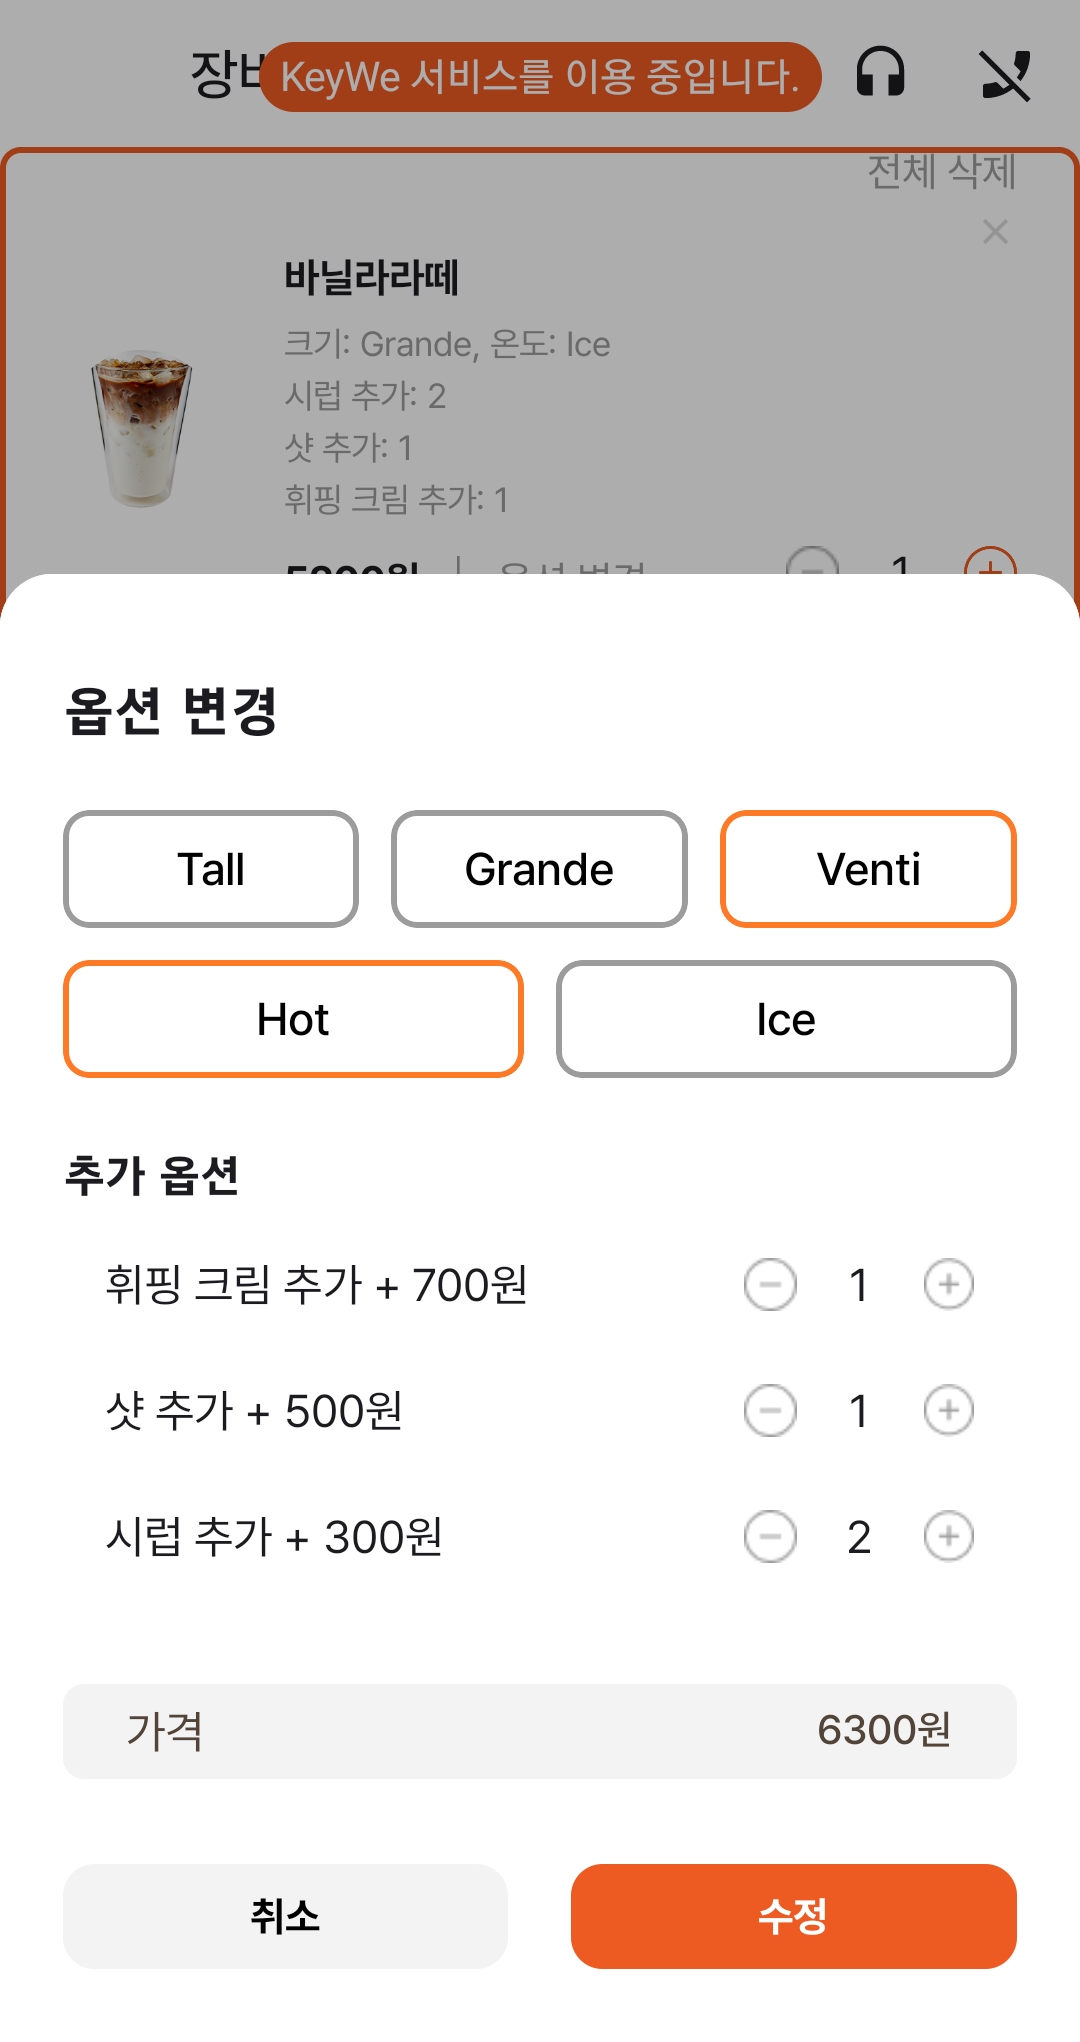 KeyWe 서비스를 이용 중입니다.
전체 삭제
바닐라라떼
크기: Grande, 온도: Ice
시럽 추가: 2
샷 추가: 1
휘핑 크림 추가: 1
옵션 변경
1
옵션 변경
Tall
Grande
Venti
Hot
Ice
추가 옵션
휘핑 크림 추가 + 700원
1
샷 추가 + 500원
1
시럽 추가 + 300원
2
가격
6300원
취소
수정